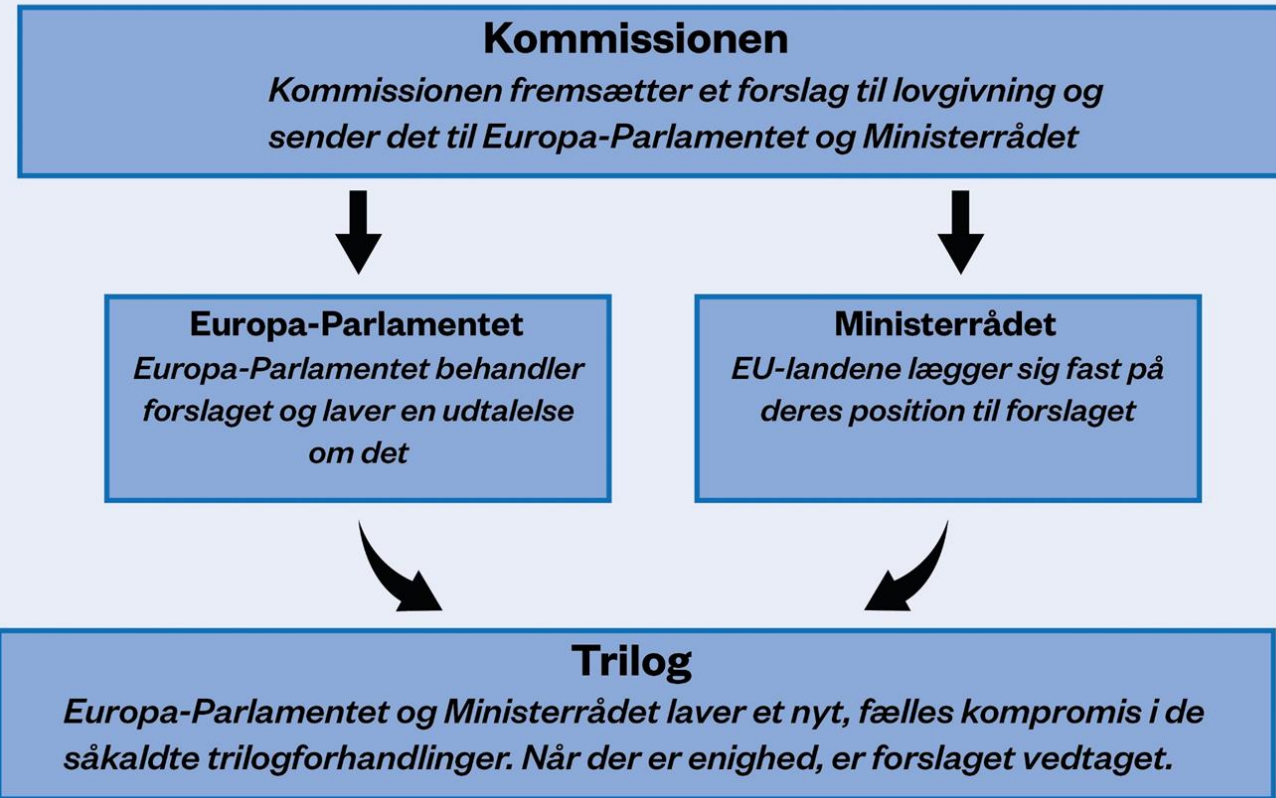 Kommissionen
Kommissionen fremsætter et forslag til lovgivning og
sender det til Europa-Parlamentet og Ministerrådet
Europa-Parlamentet
Europa-Parlamentet behandler
forslaget og laver en udtalelse
om det
Ministerrådet
EU-landene lægger sig fast på
deres position til forslaget
Trilog
Europa-Parlamentet og Ministerrådet laver et nyt, fælles kompromis i de
såkaldte trilogforhandlinger. Når der er enighed, er forslaget vedtaget.